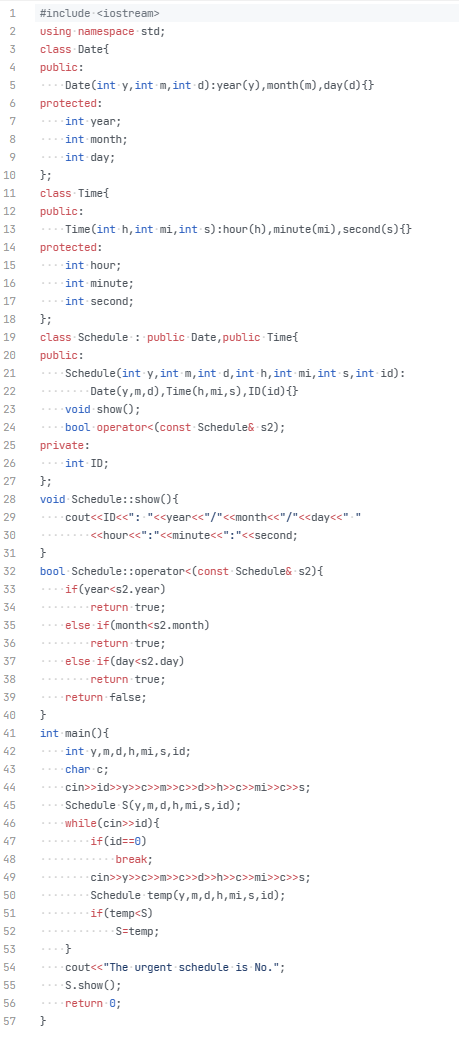 1 #include <iostream>
2 using namespace std;
3 class Date{
4 public:
5     Date(int y,int m,int d):year(y),month(m),day(d){}
6 protected:
7     int year;
8     int month;
9     int day;
10 };
11 class Time{
12 public:
13     Time(int h,int mi,int s):hour(h),minute(mi),second(s){}
14 protected:
15     int hour;
16     int minute;
17     int second;
18 };
19 class Schedule : public Date,public Time{
20 public:
21     Schedule(int y,int m,int d,int h,int mi,int s,int id):
22         Date(y,m,d),Time(h,mi,s),ID(id){}
23     void show();
24     bool operator<(const Schedule& s2);
25 private:
26     int ID;
27 };
28 void Schedule::show(){
29     cout<<ID<<": "<<year<<"/"<<month<<"/"<<day<<" "
30         <<hour<<":"<<minute<<":"<<second;
31 }
32 bool Schedule::operator<(const Schedule& s2){
33     if(year<s2.year)
34         return true;
35     else if(month<s2.month)
36         return true;
37     else if(day<s2.day)
38         return true;
39     return false;
40 }
41 int main(){
42     int y,m,d,h,mi,s,id;
43     char c;
44     cin>>id>>y>>c>>m>>c>>d>>h>>c>>mi>>c>>s;
45     Schedule S(y,m,d,h,mi,s,id);
46     while(cin>>id){
47         if(id==0)
48             break;
49         cin>>y>>c>>m>>c>>d>>h>>c>>mi>>c>>s;
50         Schedule temp(y,m,d,h,mi,s,id);
51         if(temp<S)
52             S=temp;
53     }
54     cout<<"The urgent schedule is No.";
55     S.show();
56     return 0;
57 }